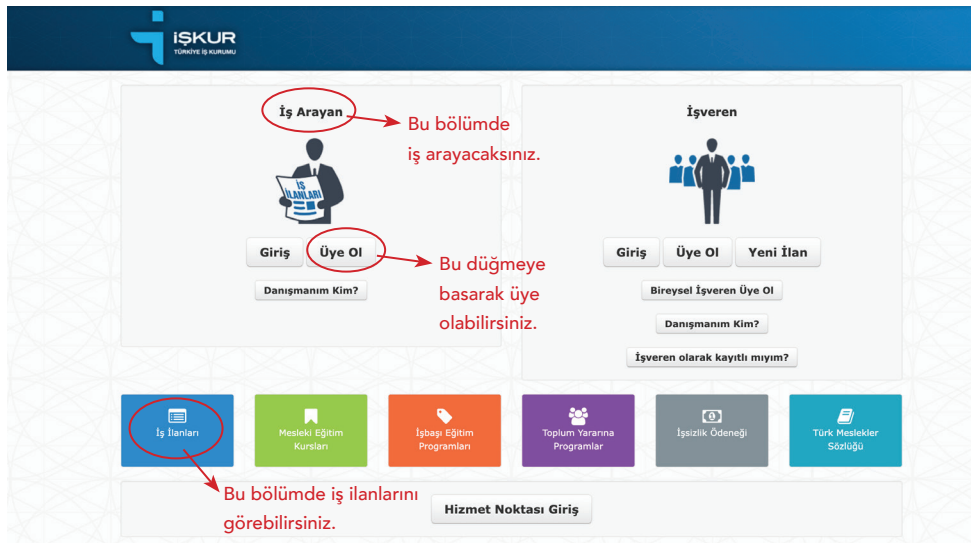 İŞKUR
TÜRKİYE İŞ KURUMU
İş Arayan
Bu bölümde
iş arayacaksınız.
İŞ
İLANLARI
Giriş
Üye Ol
Bu düğmeye
basarak üye
olabilirsiniz.
Danışmanım Kim?
İşveren
Giriş
Üye Ol
Yeni İlan
Bireysel İşveren Üye Ol
Danışmanım Kim?
İşveren olarak kayıtlı mıyım?
İş İlanları
Mesleki Eğitim
Kursları
İşbaşı Eğitim
Programları
Toplum Yararına
Programlar
İşsizlik Ödeneği
Türk Meslekler
Sözlüğü
Bu bölümde iş ilanlarını
görebilirsiniz.
Hizmet Noktası Giriş